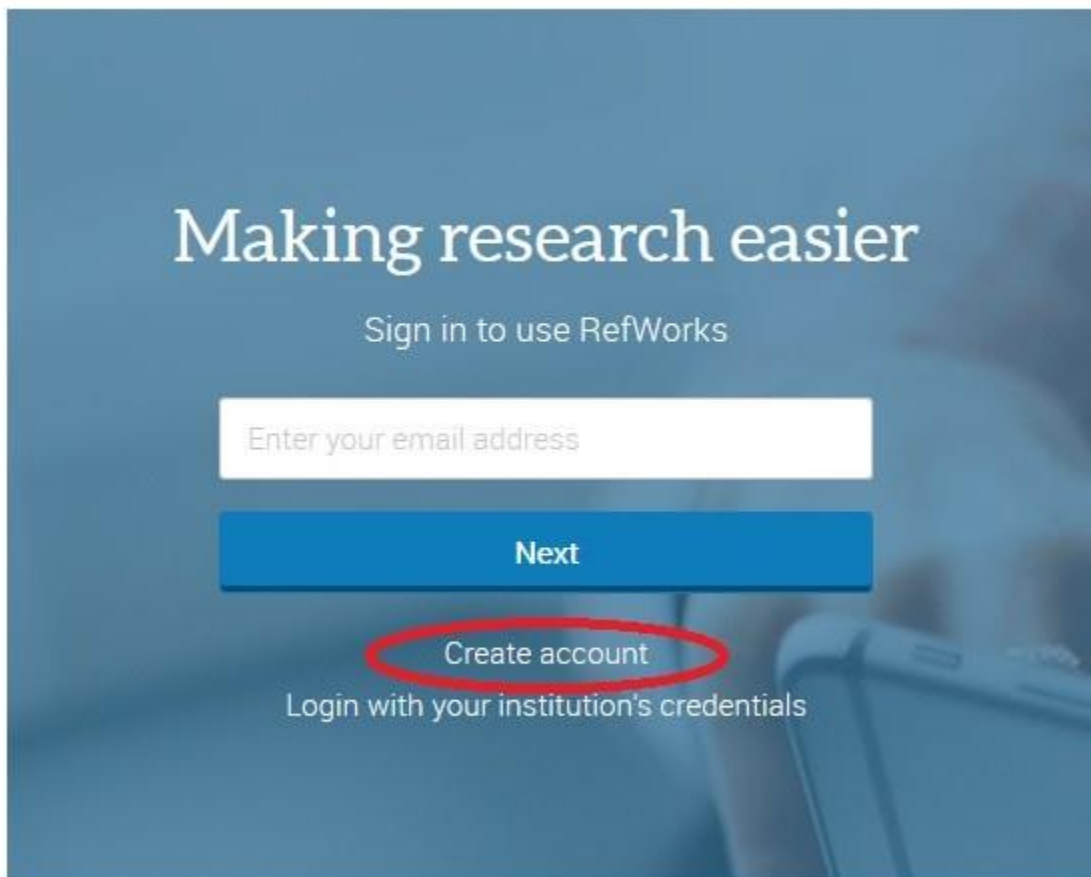 Making research easier
Sign in to use RefWorks
Enter your email address
Next
Create account
Login with your institution's credentials